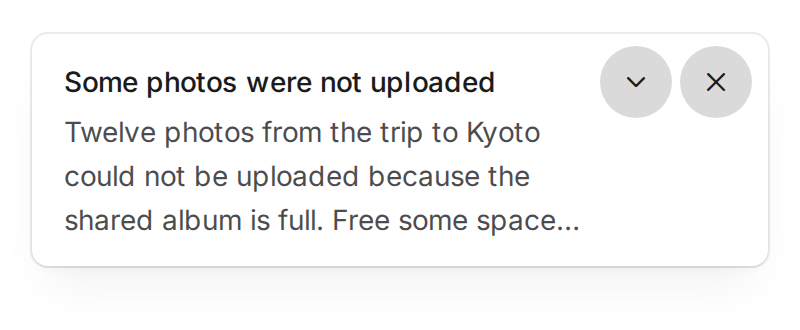 Some photos were not uploaded
Twelve photos from the trip to Kyoto
could not be uploaded because the
shared album is full. Free some space...